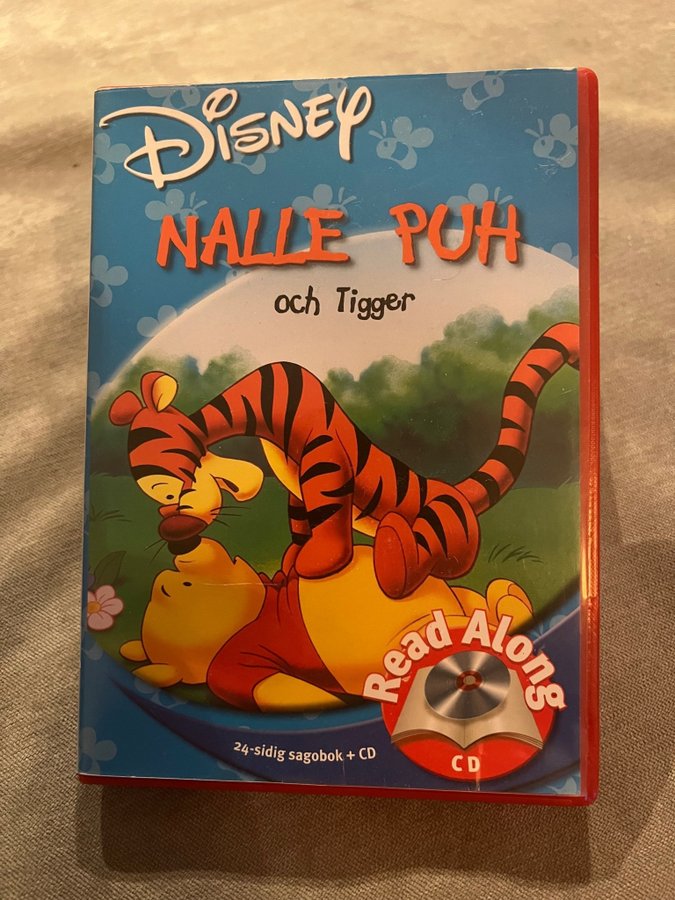 Disney
NALLE PUH
och Tigger
Read Along
CD
24-sidig sagobok + CD